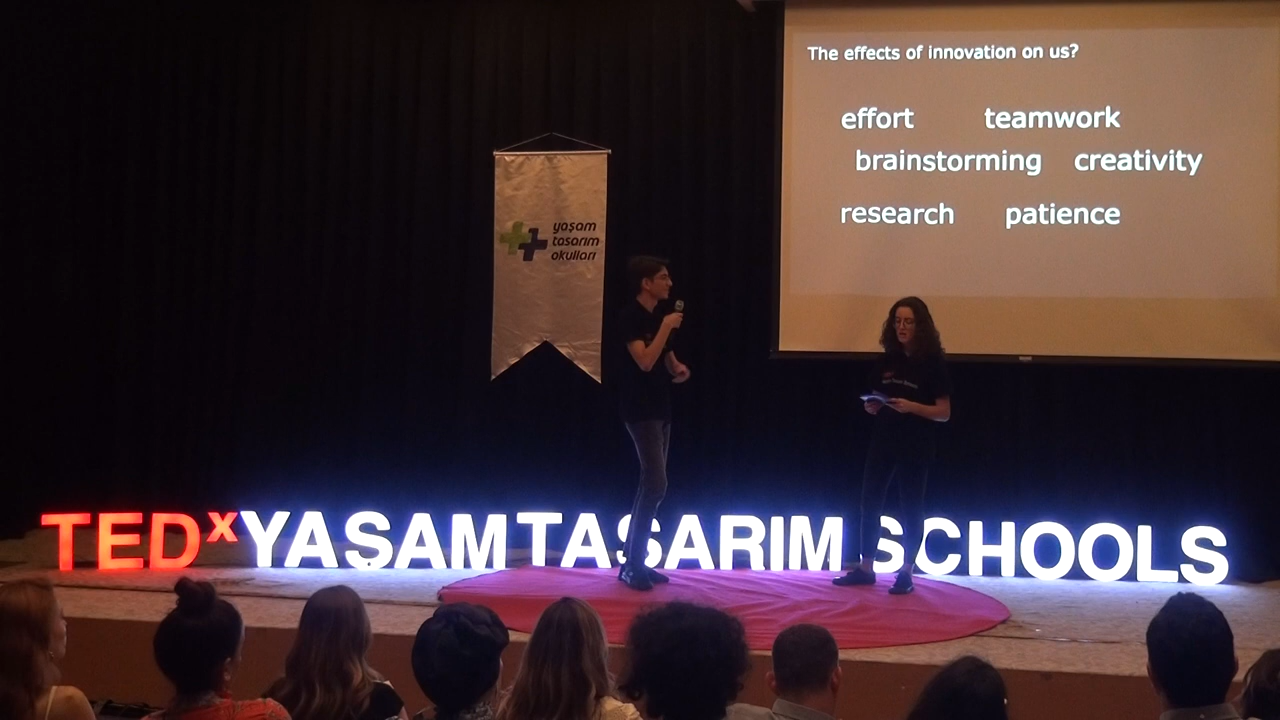 The effects of innovation on us?
effort teamwork
brainstorming creativity
research patience
yaşam
tasarım
okulları
TEDxYAŞAMTASARIM SCHOOLS